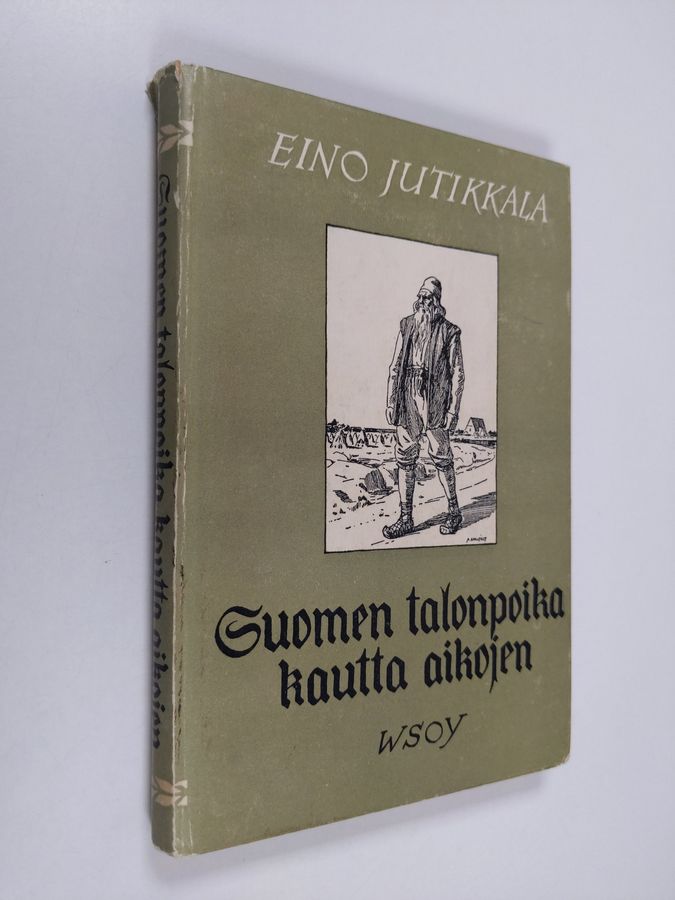 EINO JUTIKKALA
Suomen talonpoika
kautta aikojen
WSOY
Suomen talonpoika kautta aikojen